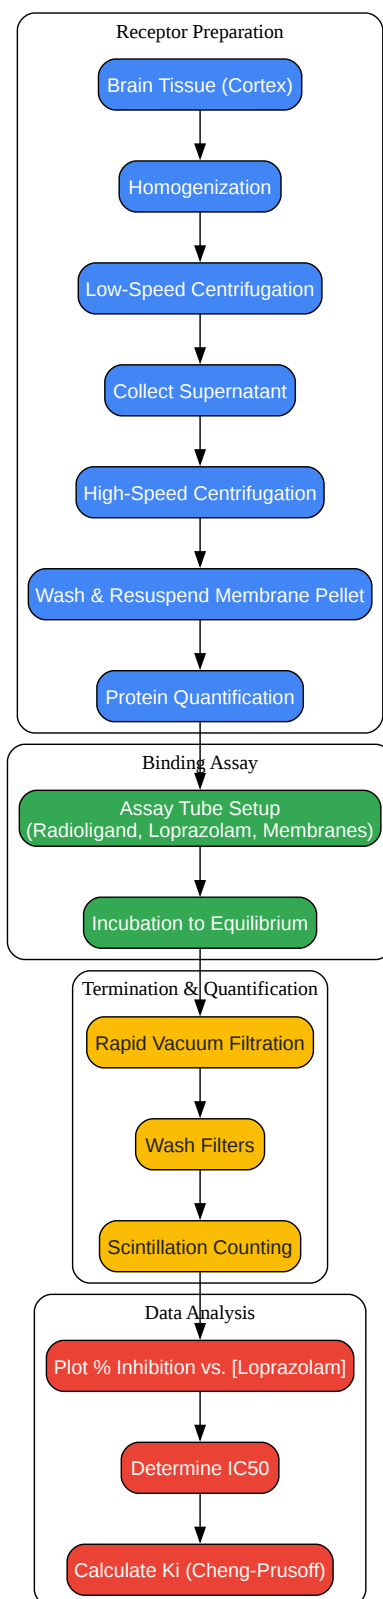 Receptor Preparation
Brain Tissue (Cortex)
Homogenization
Low-Speed Centrifugation
Collect Supernatant
High-Speed Centrifugation
Wash & Resuspend Membrane Pellet
Protein Quantification
Binding Assay
Assay Tube Setup
(Radioligand, Loprazolam, Membranes)
Incubation to Equilibrium
Termination & Quantification
Rapid Vacuum Filtration
Wash Filters
Scintillation Counting
Data Analysis
Plot % Inhibition vs. [Loprazolam]
Determine IC50
Calculate Ki (Cheng-Prusoff)